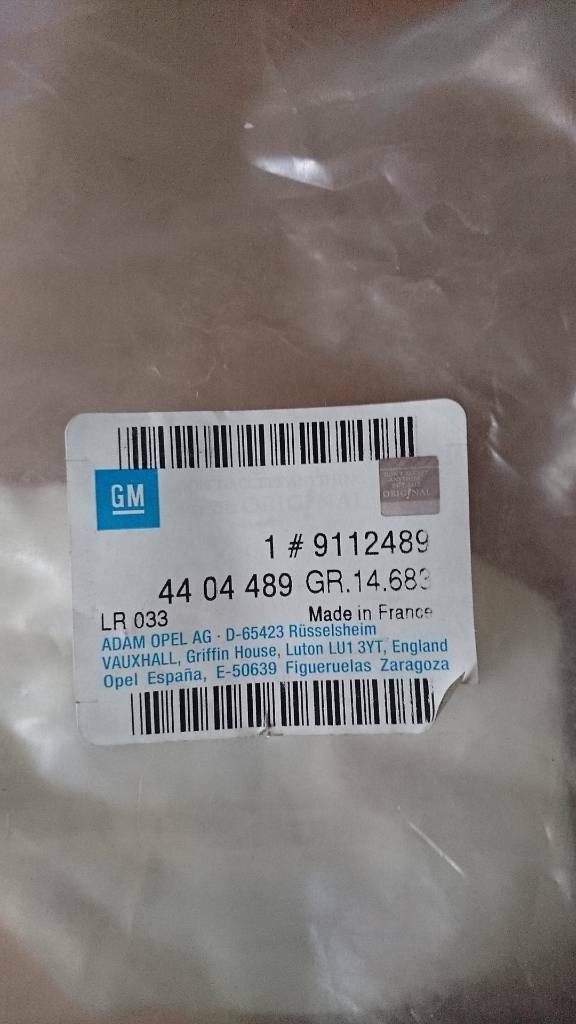 GM
ORIGINAL
1 # 9112489
44 04 489 GR.14.683
LR 033
Made in France
ADAM OPEL AG · D-65423 Rüsselsheim
VAUXHALL, Griffin House, Luton LU1 3YT, England
Opel España, E-50639 Figueruelas Zaragoza